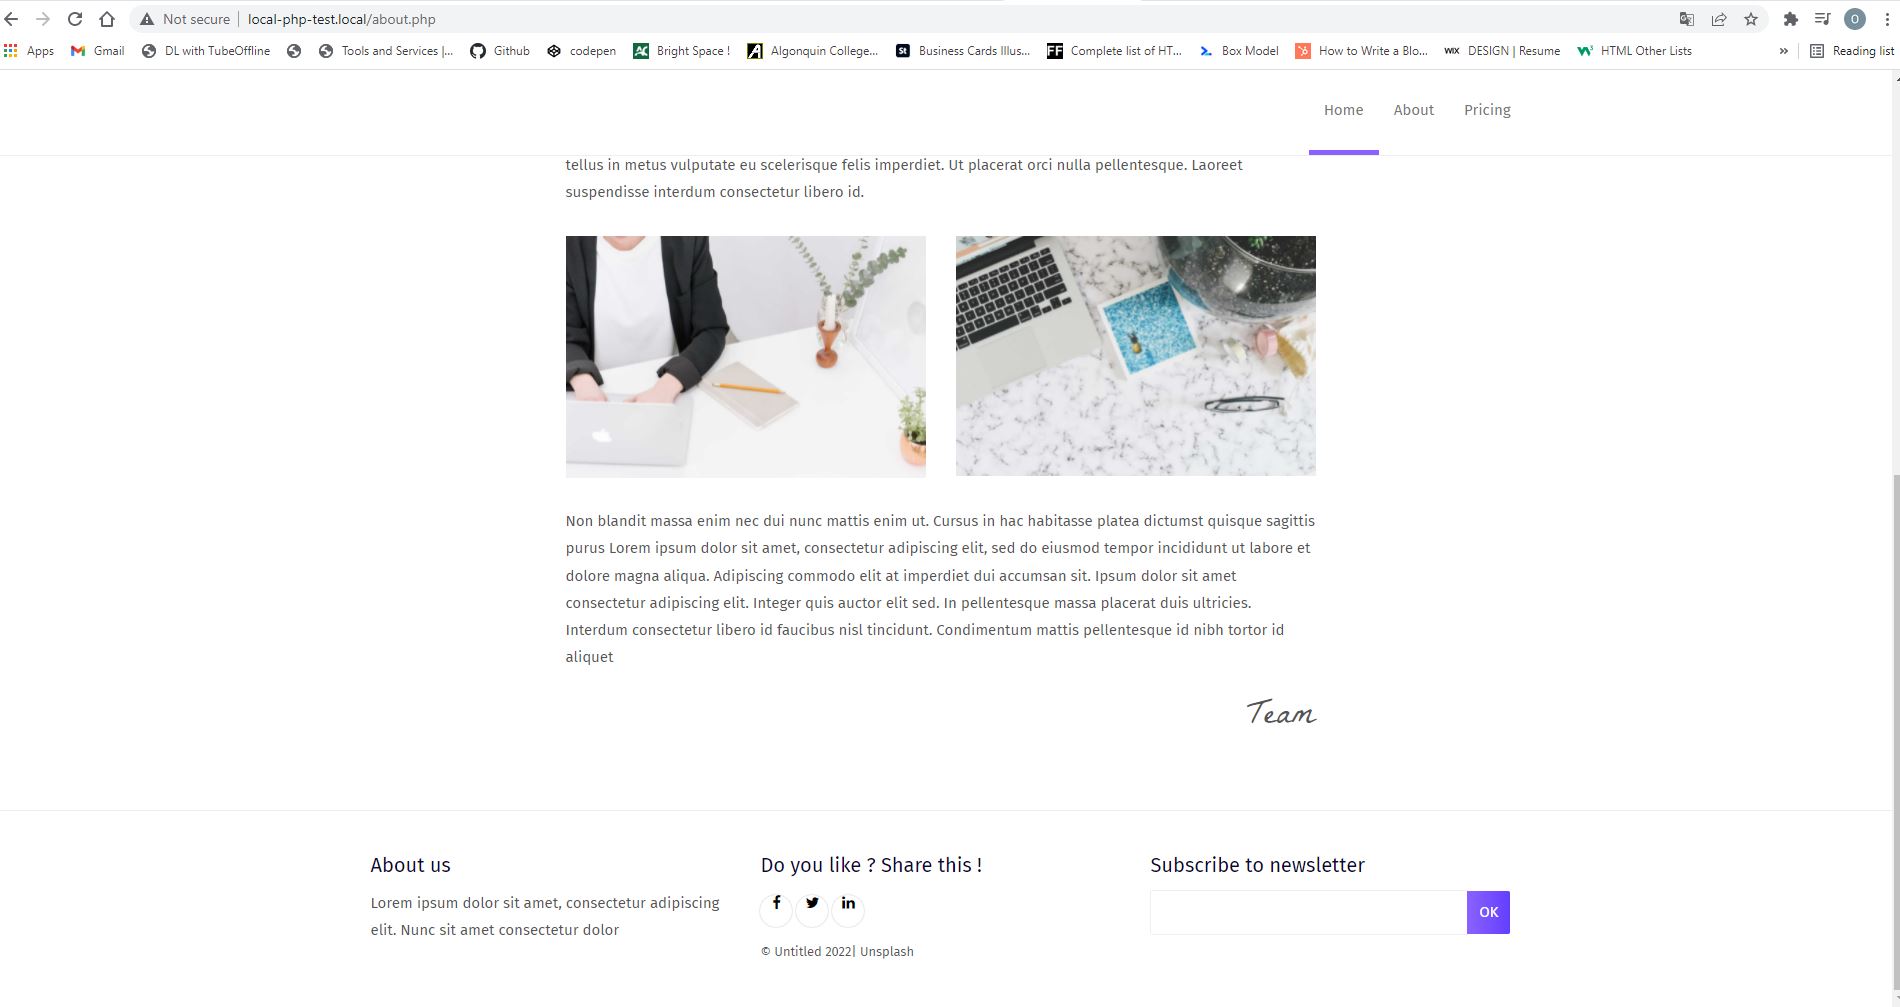 Not secure | local-php-test.local/about.php
O
Apps Gmail DL with TubeOffline Tools and Services |... Github codepen AC Bright Space ! A Algonquin College... St Business Cards Illus... FF Complete list of HT... Box Model How to Write a Blo... WIX DESIGN | Resume W3 HTML Other Lists » Reading list
Home About Pricing
tellus in metus vulputate eu scelerisque felis imperdiet. Ut placerat orci nulla pellentesque. Laoreet
suspendisse interdum consectetur libero id.
Non blandit massa enim nec dui nunc mattis enim ut. Cursus in hac habitasse platea dictumst quisque sagittis
purus Lorem ipsum dolor sit amet, consectetur adipiscing elit, sed do eiusmod tempor incididunt ut labore et
dolore magna aliqua. Adipiscing commodo elit at imperdiet dui accumsan sit. Ipsum dolor sit amet
consectetur adipiscing elit. Integer quis auctor elit sed. In pellentesque massa placerat duis ultricies.
Interdum consectetur libero id faucibus nisl tincidunt. Condimentum mattis pellentesque id nibh tortor id
aliquet
Team
About us
Lorem ipsum dolor sit amet, consectetur adipiscing
elit. Nunc sit amet consectetur dolor
Do you like ? Share this !
f in
© Untitled 2022| Unsplash
Subscribe to newsletter
OK